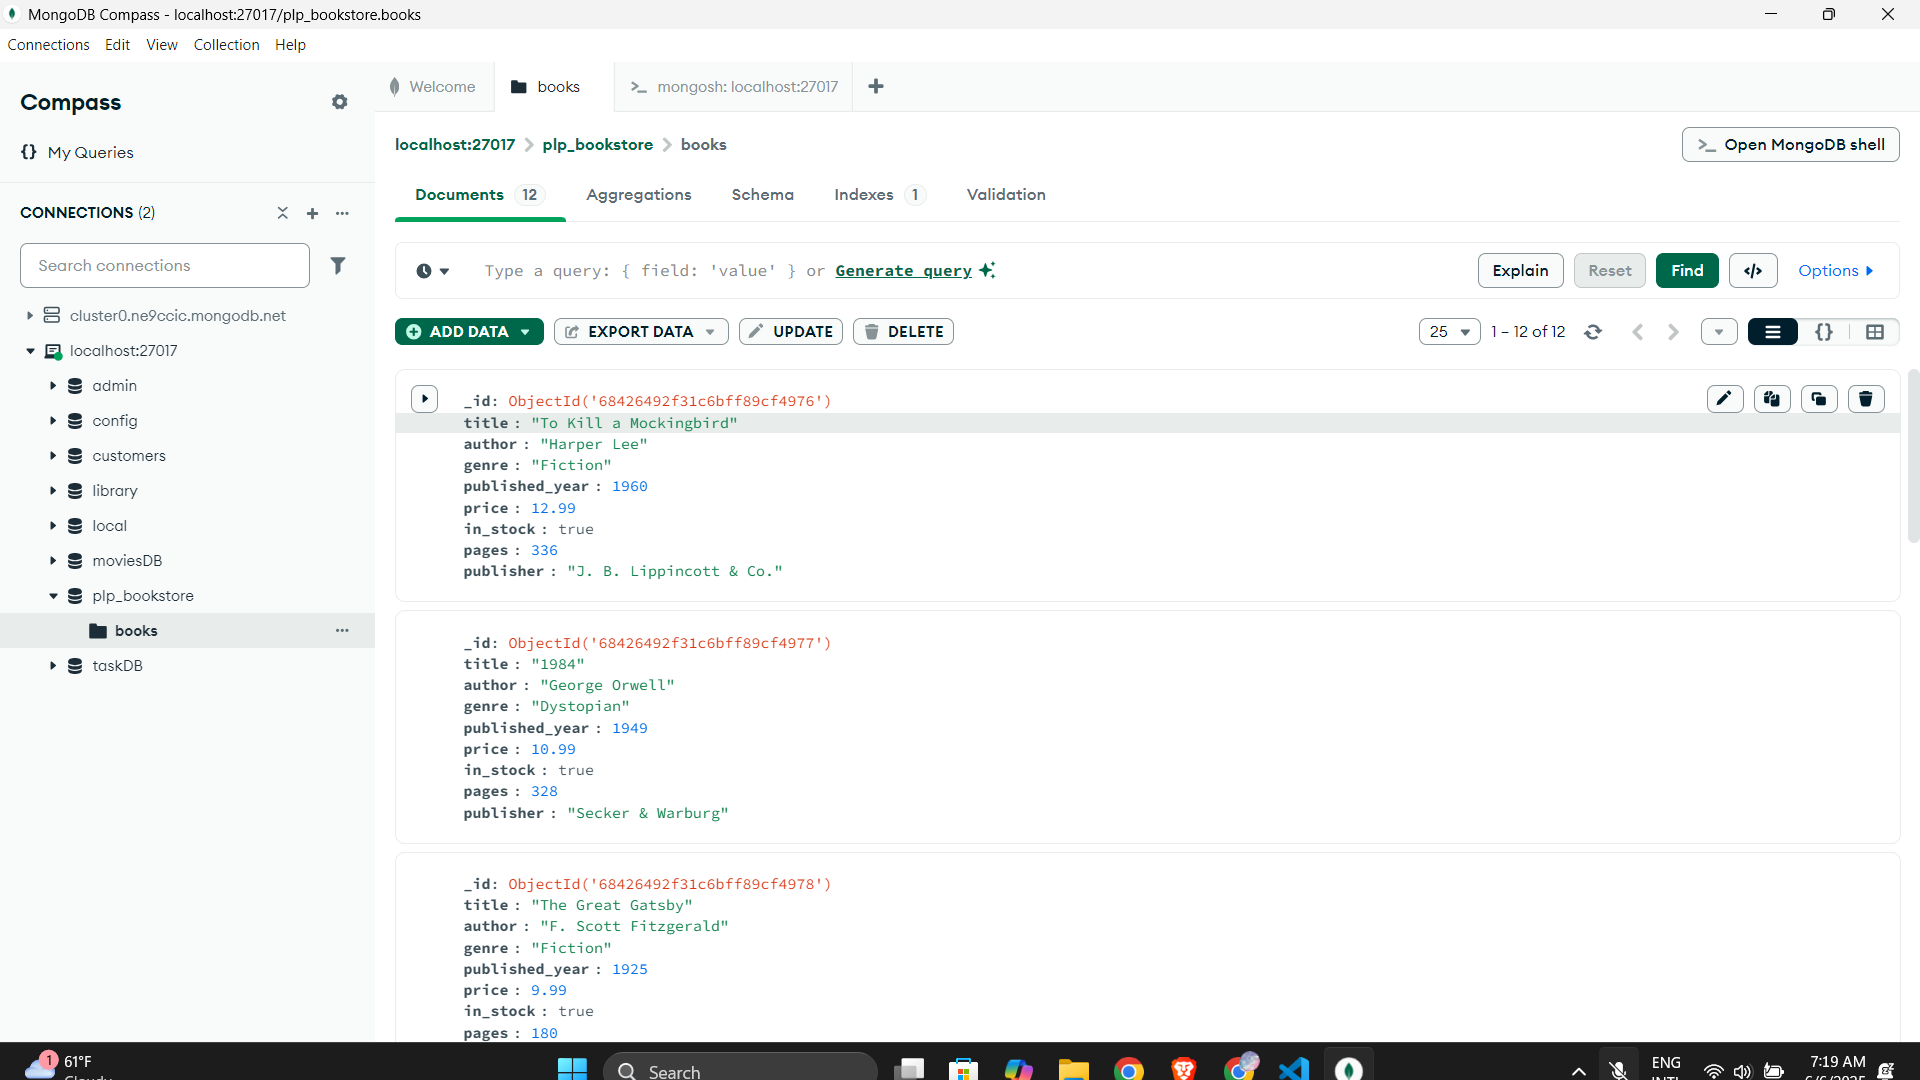 MongoDB Compass - localhost:27017/plp_bookstore.books
Connections Edit View Collection Help
Compass
My Queries
CONNECTIONS (2)
Search connections
cluster0.ne9ccic.mongodb.net
localhost:27017
admin
config
customers
library
local
moviesDB
plp_bookstore
books
taskDB
Welcome books >_ mongosh: localhost:27017
localhost:27017 > plp_bookstore > books
>_ Open MongoDB shell
Documents 12 Aggregations Schema Indexes 1 Validation
Type a query: { field: 'value' } or Generate query
Explain Reset Find </> Options
ADD DATA EXPORT DATA UPDATE DELETE
25 1 – 12 of 12 {}
_id: ObjectId('68426492f31c6bff89cf4976')
title : "To Kill a Mockingbird"
author : "Harper Lee"
genre : "Fiction"
published_year : 1960
price : 12.99
in_stock : true
pages : 336
publisher : "J. B. Lippincott & Co."
_id: ObjectId('68426492f31c6bff89cf4977')
title : "1984"
author : "George Orwell"
genre : "Dystopian"
published_year : 1949
price : 10.99
in_stock : true
pages : 328
publisher : "Secker & Warburg"
_id: ObjectId('68426492f31c6bff89cf4978')
title : "The Great Gatsby"
author : "F. Scott Fitzgerald"
genre : "Fiction"
published_year : 1925
price : 9.99
in_stock : true
pages : 180
1 61°F
Search
ENG
7:19 AM